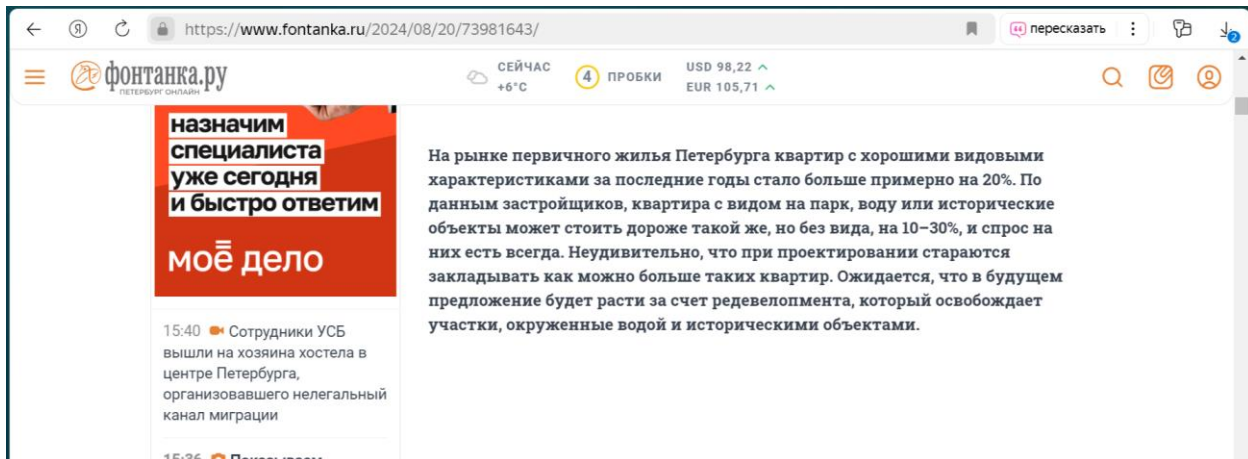 https://www.fontanka.ru/2024/08/20/73981643/
пересказать
2
фонтанка.ру
ПЕТЕРБУРГ ОНЛАЙН
СЕЙЧАС
+6°C
4 ПРОБКИ
USD 98,22
EUR 105,71
назначим
специалиста
уже сегодня
и быстро ответим
моё дело
15:40 Сотрудники УСБ
вышли на хозяина хостела в
центре Петербурга,
организовавшего нелегальный
канал миграции
15:36 Показываем
На рынке первичного жилья Петербурга квартир с хорошими видовыми
характеристиками за последние годы стало больше примерно на 20%. По
данным застройщиков, квартира с видом на парк, воду или исторические
объекты может стоить дороже такой же, но без вида, на 10–30%, и спрос на
них есть всегда. Неудивительно, что при проектировании стараются
закладывать как можно больше таких квартир. Ожидается, что в будущем
предложение будет расти за счет редевелопмента, который освобождает
участки, окруженные водой и историческими объектами.